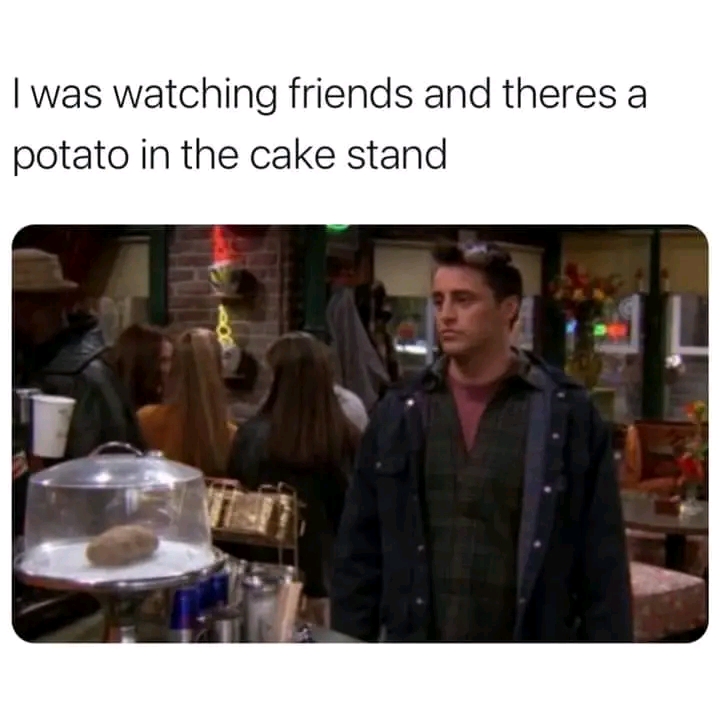 I was watching friends and theres a
potato in the cake stand